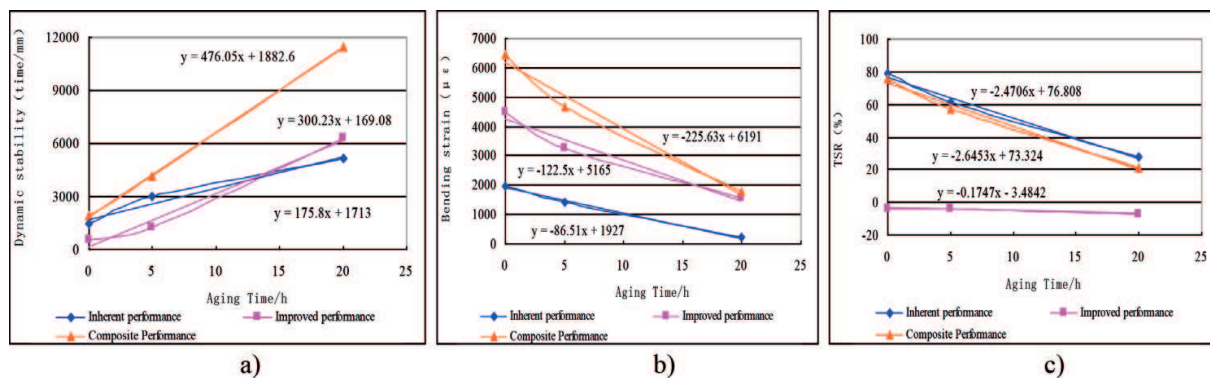 Dynamic stability (time/mm)
12000
9000
6000
3000
0
y = 476.05x + 1882.6
y = 300.23x + 169.08
y = 175.8x + 1713
0 5 10 15 20 25
Aging Time/h
Inherent performance
Improved performance
Composite Performance
a)
Bending strain (με)
7000
6000
5000
4000
3000
2000
1000
0
y = -225.63x + 6191
y = -122.5x + 5165
y = -86.51x + 1927
0 5 10 15 20 25
Aging Time/h
Inherent performance
Improved performance
Composite Performance
b)
TSR (%)
100
80
60
40
20
0
-20
y = -2.4706x + 76.808
y = -2.6453x + 73.324
y = -0.1747x - 3.4842
0 5 10 15 20 25
Aging Time/h
Inherent performance
Improved performance
Composite Performance
c)